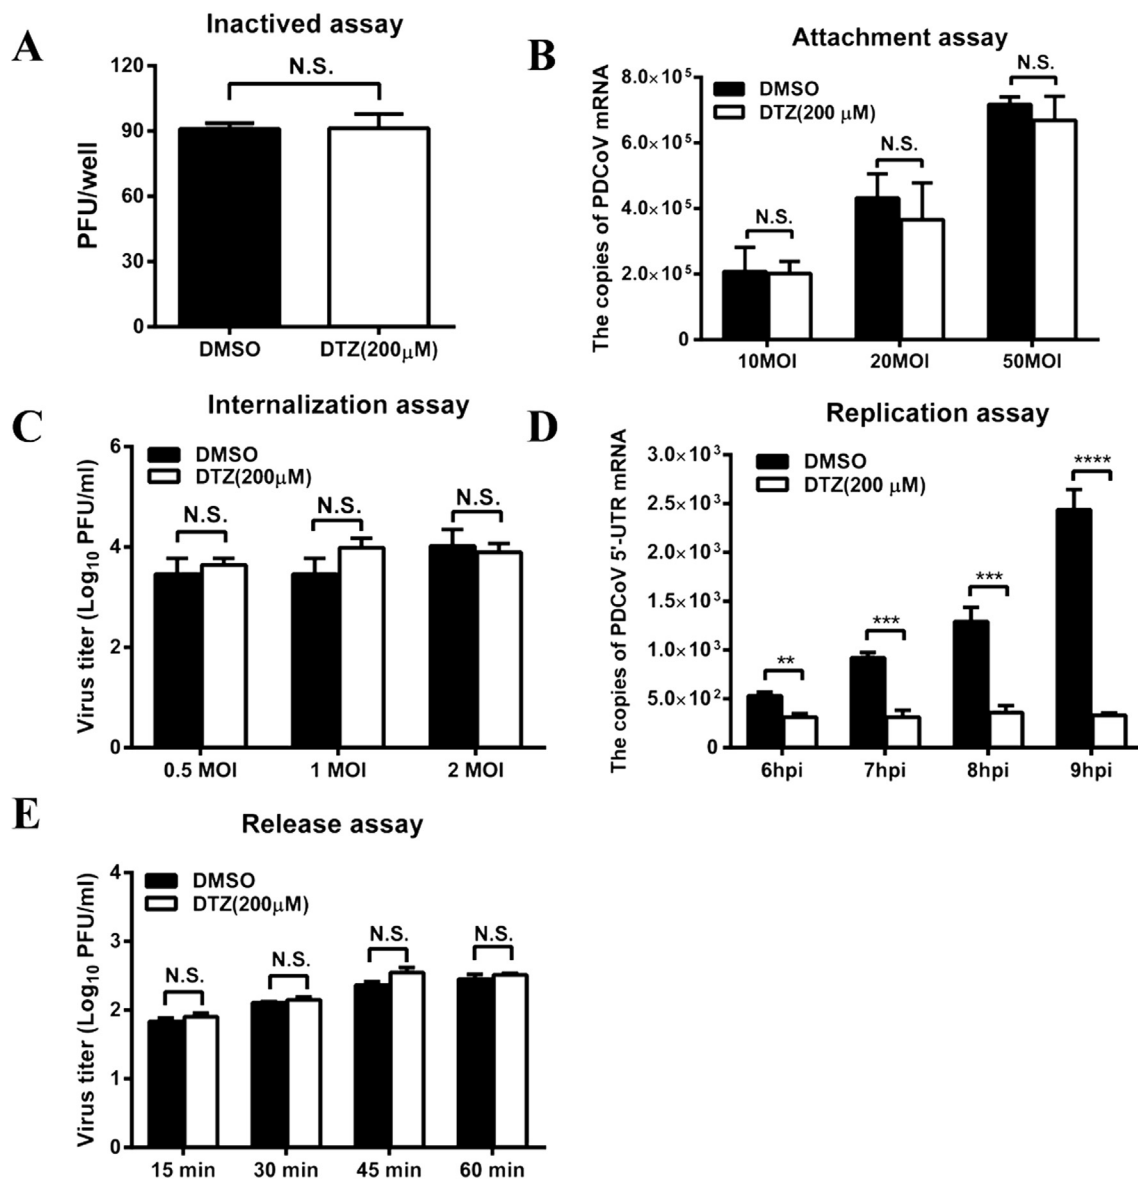 A
Inactived assay
PFU/well
120
90
60
30
0
N.S.
DMSO
DTZ(200μM)
B
Attachment assay
The copies of PDCoV mRNA
8.0×10⁵
6.0×10⁵
4.0×10⁵
2.0×10⁵
0
DMSO
DTZ(200 μM)
N.S.
N.S.
N.S.
10MOI
20MOI
50MOI
C
Internalization assay
Virus titer (Log₁₀ PFU/ml)
6
4
2
0
DMSO
DTZ(200μM)
N.S.
N.S.
N.S.
0.5 MOI
1 MOI
2 MOI
D
Replication assay
The copies of PDCoV 5'-UTR mRNA
3.0×10³
2.5×10³
2.0×10³
1.5×10³
1.0×10³
5.0×10²
0
DMSO
DTZ(200 μM)
**
***
***
****
6hpi
7hpi
8hpi
9hpi
E
Release assay
Virus titer (Log₁₀ PFU/ml)
4
3
2
1
0
DMSO
DTZ(200μM)
N.S.
N.S.
N.S.
N.S.
15 min
30 min
45 min
60 min